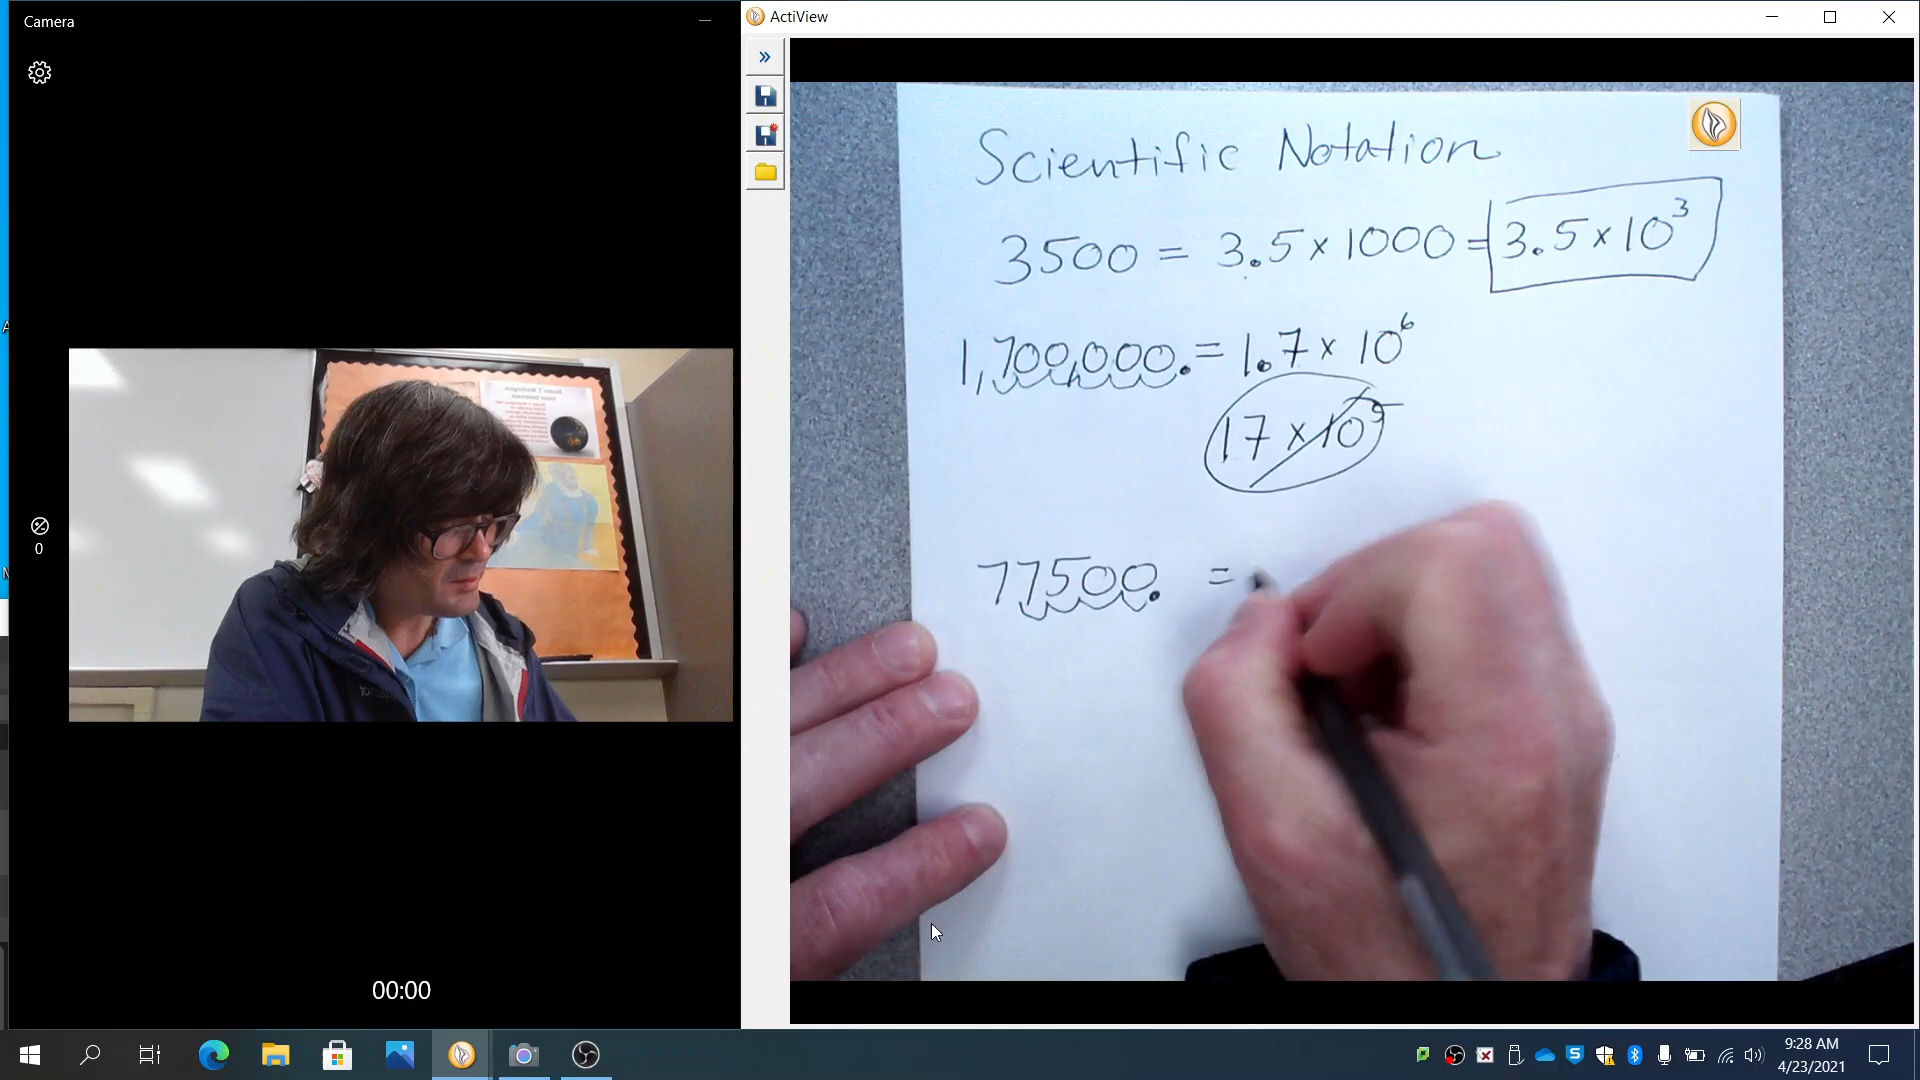 Camera
ActiView
Scientific Notation
3500 = 3.5 x 1000 = 3.5 x 10³
1,700,000. = 1.7 x 10⁶
17 x 10⁵
77500. =
0
00:00
9:28 AM
4/23/2021